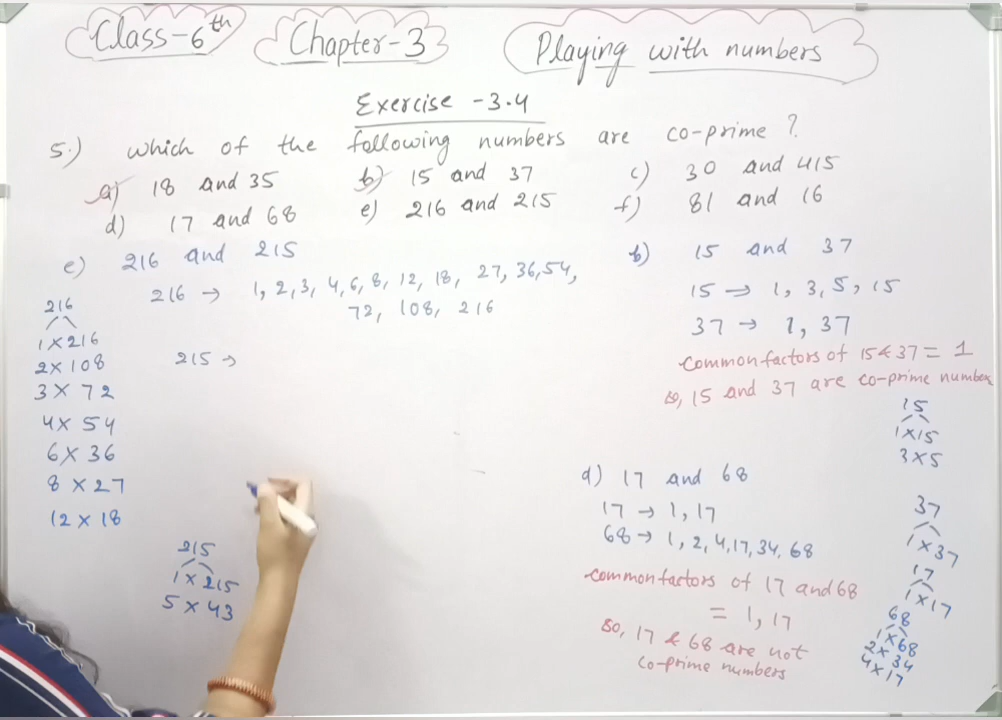 Class-6th Chapter-3 Playing with numbers
Exercise -3.4
5.) which of the following numbers are co-prime ?
a) 18 and 35 b) 15 and 37 c) 30 and 415
d) 17 and 68 e) 216 and 215 f) 81 and 16
e) 216 and 215
216 → 1, 2, 3, 4, 6, 8, 12, 18, 27, 36, 54,
72, 108, 216
216
1 X 216
2 X 108
3 X 72
4 X 54
6 X 36
8 X 27
12 X 18
215 →
215
1 X 215
5 X 43
b) 15 and 37
15 → 1, 3, 5, 15
37 → 1, 37
Common factors of 15 & 37 = 1
so, 15 and 37 are co-prime number
15
1X15
3X5
d) 17 and 68
17 → 1, 17
68 → 1, 2, 4, 17, 34, 68
common factors of 17 and 68
= 1, 17
so, 17 & 68 are not
co-prime numbers
37
1 X 37
17
1 X 17
68
1 X 68
2 X 34
4 X 17